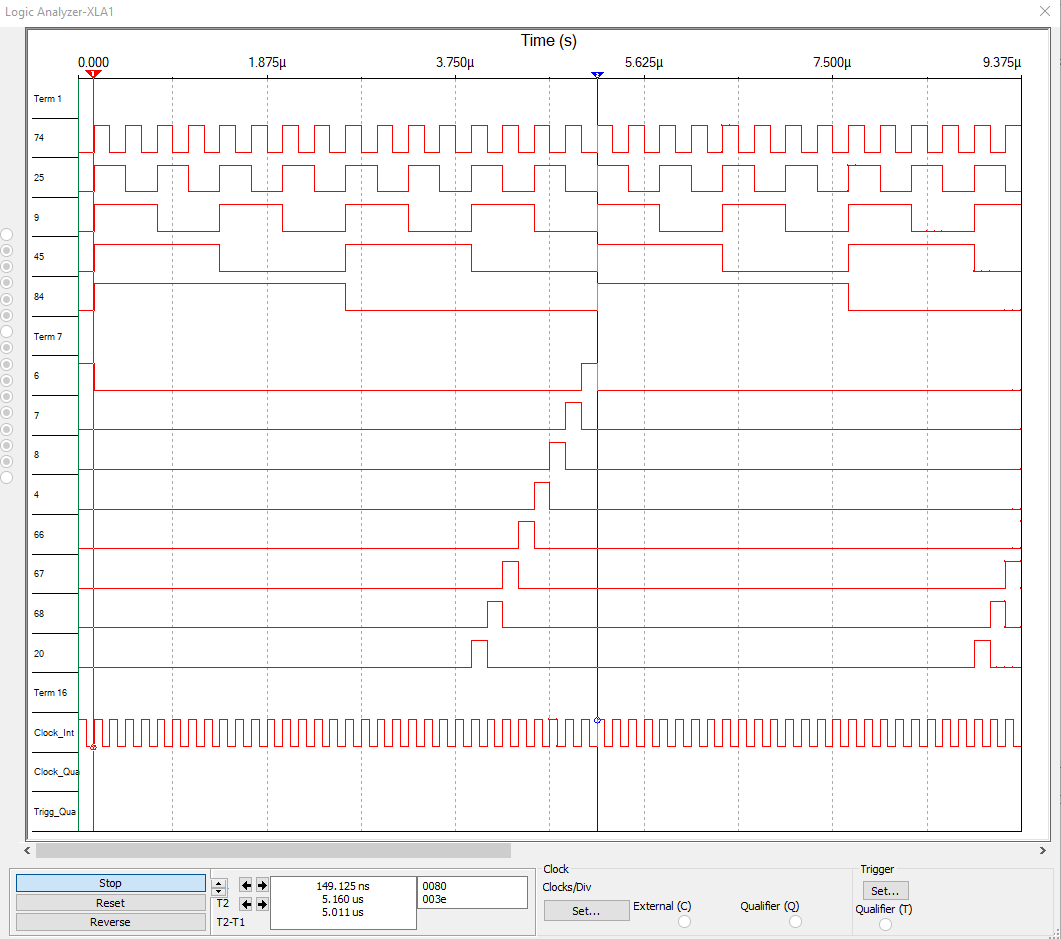 Logic Analyzer-XLA1
Time (s)
0.000 1.875µ 3.750µ 5.625µ 7.500µ 9.375µ
1 2
Term 1
74
25
9
45
84
Term 7
6
7
8
4
66
67
68
20
Term 16
Clock_Int
Clock_Qua
Trigg_Qua
Stop
Reset
Reverse
T2
T2-T1
149.125 ns
5.160 us
5.011 us
0080
003e
Clock
Clocks/Div
Set...
External (C)
Qualifier (Q)
Trigger
Set...
Qualifier (T)